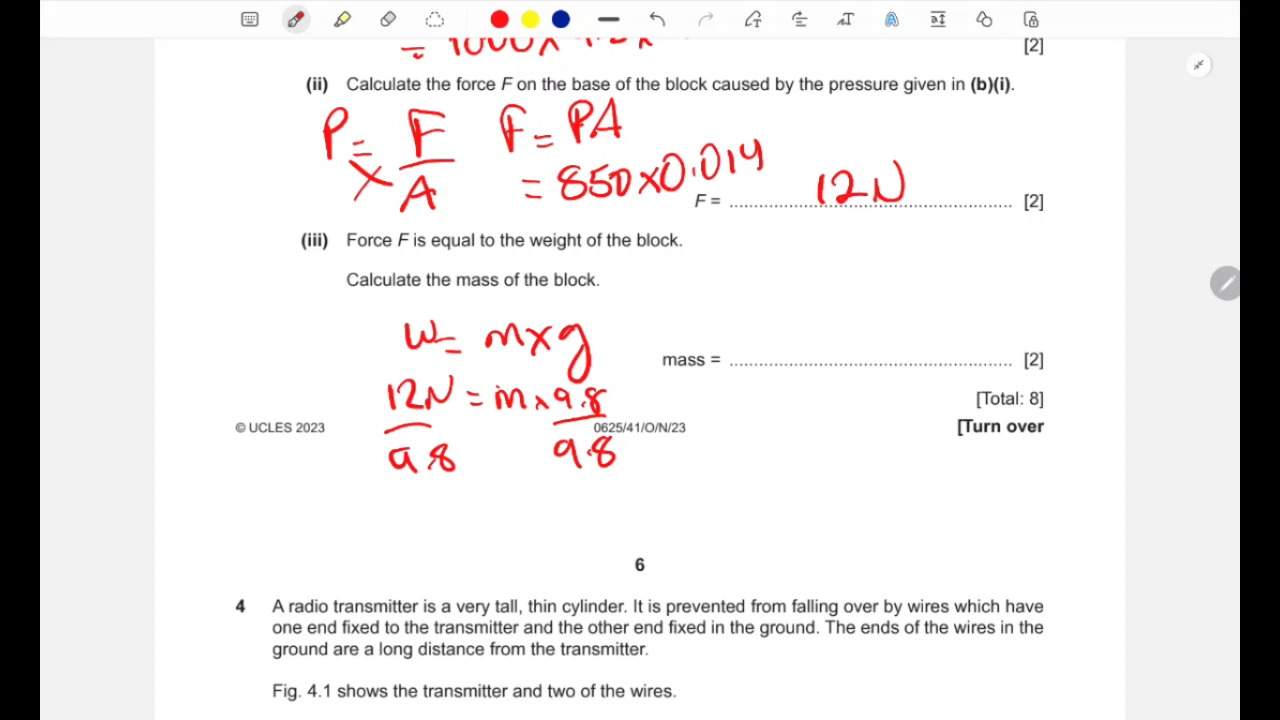 = 1000 x
[2]
(ii) Calculate the force F on the base of the block caused by the pressure given in (b)(i).
P = F / A F = PA
x
= 850 x 0.014
F = 12N [2]
(iii) Force F is equal to the weight of the block.
Calculate the mass of the block.
W = m x g
mass = [2]
12N = m x 9.8
[Total: 8]
© UCLES 2023 0625/41/O/N/23 [Turn over
9.8 9.8
6
4 A radio transmitter is a very tall, thin cylinder. It is prevented from falling over by wires which have
one end fixed to the transmitter and the other end fixed in the ground. The ends of the wires in the
ground are a long distance from the transmitter.
Fig. 4.1 shows the transmitter and two of the wires.